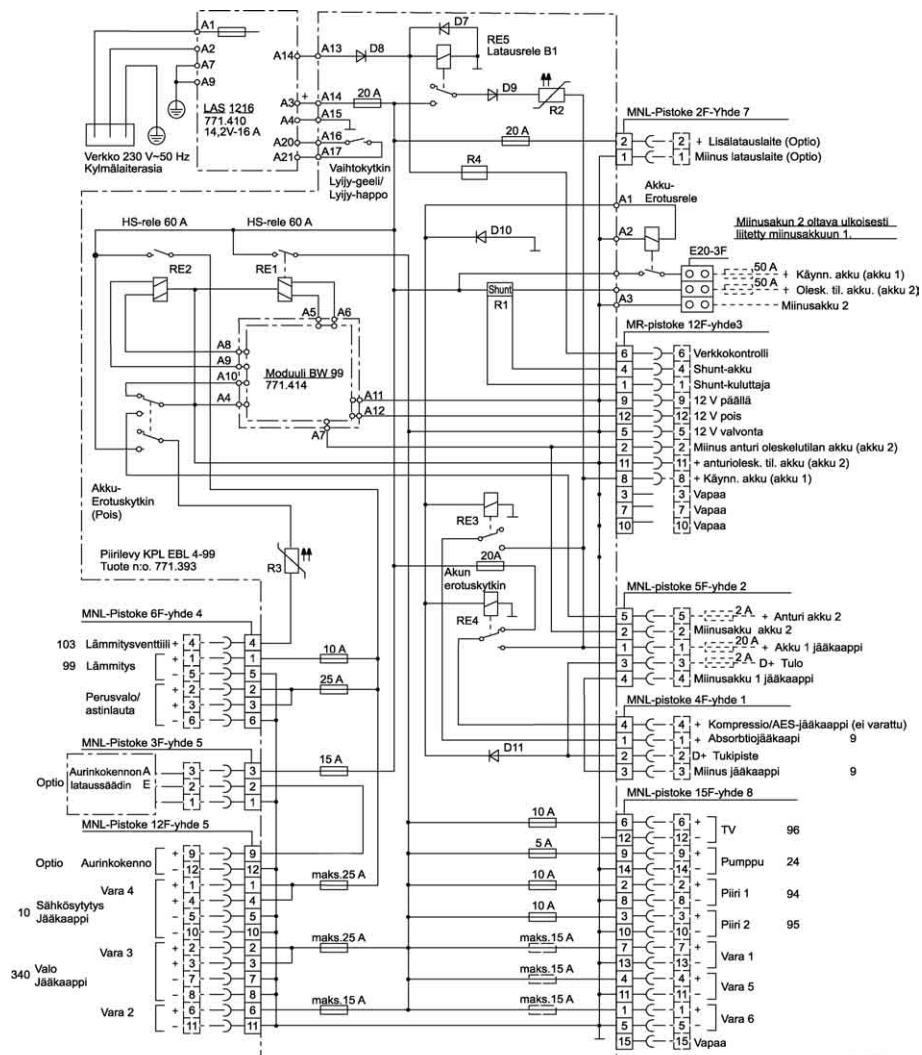 A1
A2
A7
A9
A14
A3
+
A4
A20
A21
LAS 1216
771.410
14,2V-16 A
Verkko 230 V~50 Hz
Kylmälaiterasia
A13
A14
A15
A16
A17
20 A
D8
D7
RE5
Latausrele B1
D9
R2
Vaihtokytkin
Lyijy-geeli/
Lyijy-happo
20 A
R4
MNL-Pistoke 2F-Yhde 7
2 2 + Lisälatauslaite (Optio)
1 1 Miinus latauslaite (Optio)
A1
A2
Akku-
Erotusrele
D10
Miinusakun 2 oltava ulkoisesti
liitetty miinusakkuun 1.
E20-3F
50 A + Käynn. akku (akku 1)
50 A + Olesk. til. akku. (akku 2)
A3
Miinusakku 2
Shunt
R1
HS-rele 60 A
HS-rele 60 A
RE2
RE1
A5
A6
A8
A9
A10
A4
Moduuli BW 99
771.414
A11
A12
A7
Akku-
Erotuskytkin
(Pois)
Piirilevy KPL EBL 4-99
Tuote n:o. 771.393
R3
MR-pistoke 12F-yhde3
6 6 Verkkokontrolli
4 4 Shunt-akku
1 1 Shunt-kuluttaja
9 9 12 V päällä
12 12 12 V pois
5 5 12 V valvonta
2 2 Miinus anturi oleskelutilan akku (akku 2)
11 11 + anturiolesk. til. akku (akku 2)
8 8 + Käynn. akku (akku 1)
3 3 Vapaa
7 7 Vapaa
10 10 Vapaa
RE3
20A
Akun
erotuskytkin
RE4
D11
MNL-pistoke 5F-yhde 2
5 5 2 A + Anturi akku 2
2 2 Miinusakku akku 2
1 1 20 A + Akku 1 jääkaappi
3 3 2 A D+ Tulo
4 4 Miinusakku 1 jääkaappi
MNL-pistoke 4F-yhde 1
4 4 + Kompressio/AES-jääkaappi (ei varattu)
1 1 + Absorbtiojääkaapi 9
2 2 D+ Tukipiste
3 3 Miinus jääkaappi 9
MNL-Pistoke 6F-yhde 4
103 Lämmitysventtiili + 4 4
99 Lämmitys + 1 1 10 A
- 5 5
Perusvalo/
astinlauta
+ 2 2 25 A
+ 3 3
- 6 6
MNL-Pistoke 3F-yhde 5
Optio
Aurinkokennon A
lataussäädin E
3 3 15 A
2 2
1 1
MNL-Pistoke 12F-yhde 5
Optio Aurinkokenno + 9 9
- 12 12
Vara 4 + 1 1 maks.25 A
+ 4 4
10 Sähkösytytys
Jääkaappi
- 5 5
- 10 10
Vara 3 + 2 2 maks.25 A
+ 3 3
340 Valo
Jääkaappi
- 7 7
- 8 8
Vara 2 + 6 6 maks.15 A
- 11 11
MNL-pistoke 15F-yhde 8
10 A 6 6 + TV 96
12 12 -
5 A 9 9 + Pumppu 24
14 14 -
10 A 2 2 + Piiri 1 94
8 8 -
10 A 3 3 + Piiri 2 95
10 10 -
maks.15 A 7 7 + Vara 1
13 13 -
maks.15 A 4 4 + Vara 5
11 11 -
maks.15 A 1 1 + Vara 6
5 5 -
15 15 Vapaa